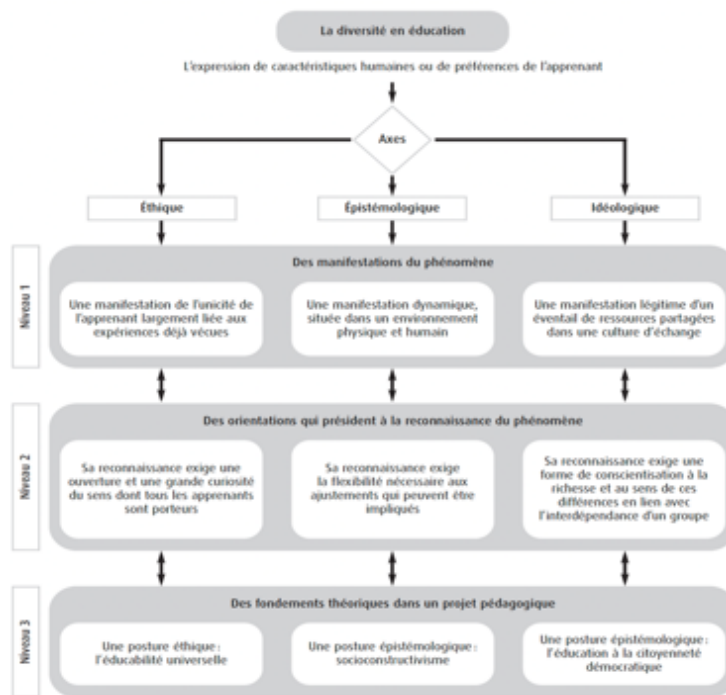 La diversité en éducation
L'expression de caractéristiques humaines ou de préférences de l'apprenant
Axes
Éthique
Épistémologique
Idéologique
Niveau 1
Des manifestations du phénomène
Une manifestation de l'unicité de
l'apprenant largement liée aux
expériences déjà vécues
Une manifestation dynamique,
située dans un environnement
physique et humain
Une manifestation légitime d'un
éventail de ressources partagées
dans une culture d'échange
Niveau 2
Des orientations qui président à la reconnaissance du phénomène
Sa reconnaissance exige une
ouverture et une grande curiosité
du sens dont tous les apprenants
sont porteurs
Sa reconnaissance exige
la flexibilité nécessaire aux
ajustements qui peuvent être
impliqués
Sa reconnaissance exige une
forme de conscientisation à la
richesse et au sens de ces
différences en lien avec
l'interdépendance d'un groupe
Niveau 3
Des fondements théoriques dans un projet pédagogique
Une posture éthique :
l'éducabilité universelle
Une posture épistémologique :
socioconstructivisme
Une posture épistémologique :
l'éducation à la citoyenneté
démocratique